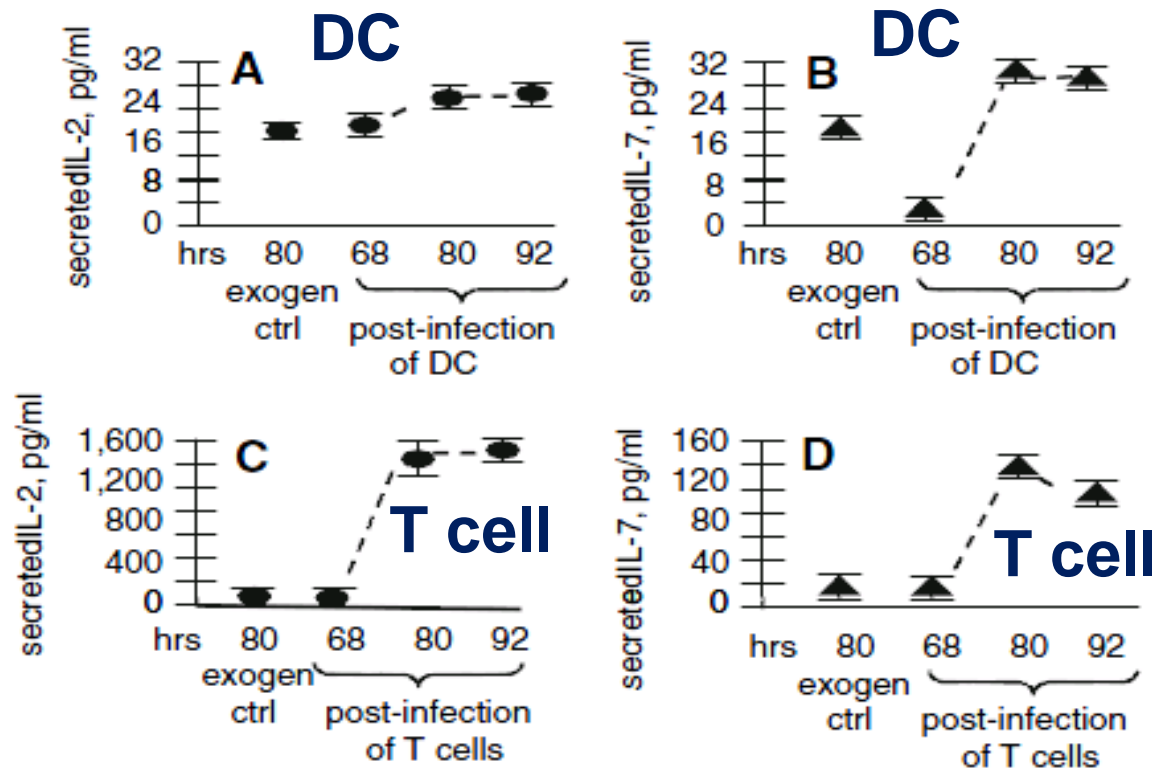 DC
A
secretedIL-2, pg/ml
32
24
16
8
0
hrs 80 68 80 92
exogen
ctrl
post-infection
of DC
DC
B
secretedIL-7, pg/ml
32
24
16
8
0
hrs 80 68 80 92
exogen
ctrl
post-infection
of DC
C
T cell
secretedIL-2, pg/ml
1,600
1,200
800
400
0
hrs 80 68 80 92
exogen
ctrl
post-infection
of T cells
D
T cell
secretedIL-7, pg/ml
160
120
80
40
0
hrs 80 68 80 92
exogen
ctrl
post-infection
of T cells